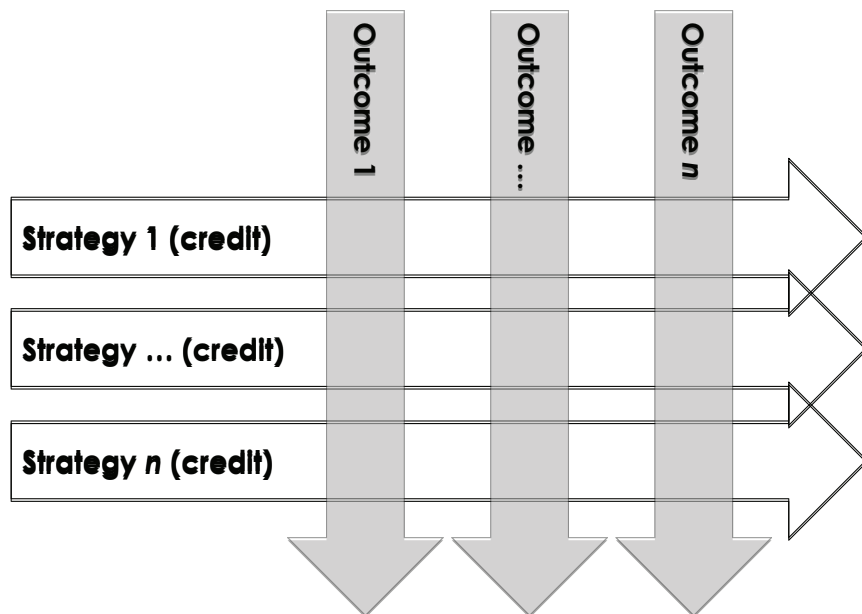 Outcome 1
Outcome ....
Outcome n
Strategy 1 (credit)
Strategy ... (credit)
Strategy n (credit)